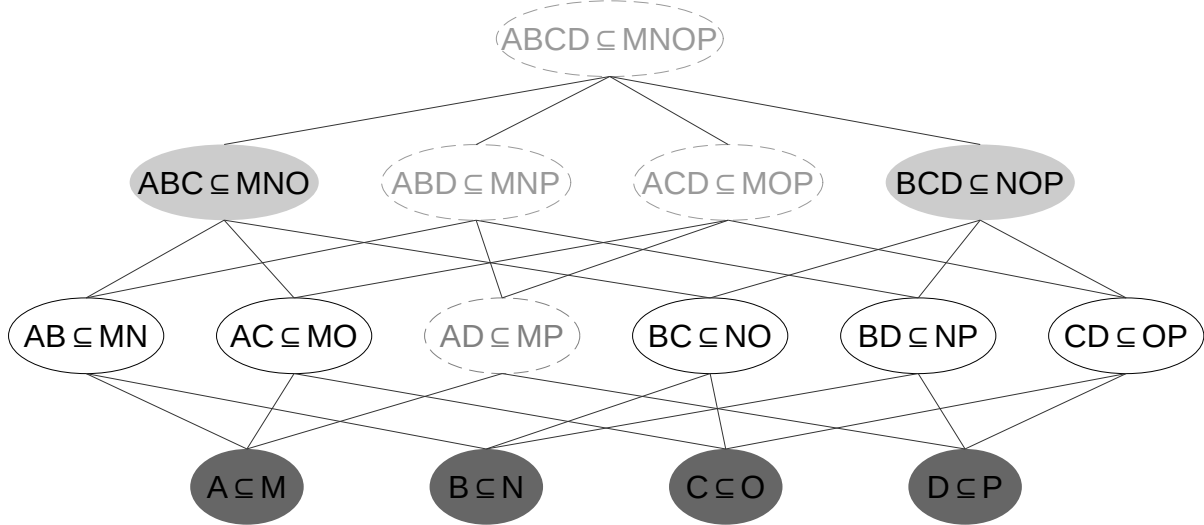 ABCD ⊆ MNOP
ABC ⊆ MNO ABD ⊆ MNP ACD ⊆ MOP BCD ⊆ NOP
AB ⊆ MN AC ⊆ MO AD ⊆ MP BC ⊆ NO BD ⊆ NP CD ⊆ OP
A ⊆ M B ⊆ N C ⊆ O D ⊆ P